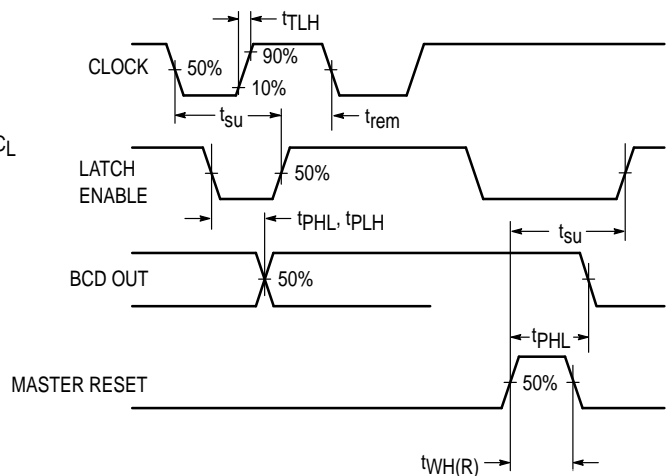 tTLH
CLOCK
50%
90%
10%
tsu
trem
CL
LATCH
ENABLE
50%
tPHL, tPLH
tsu
BCD OUT
50%
tPHL
MASTER RESET
50%
tWH(R)